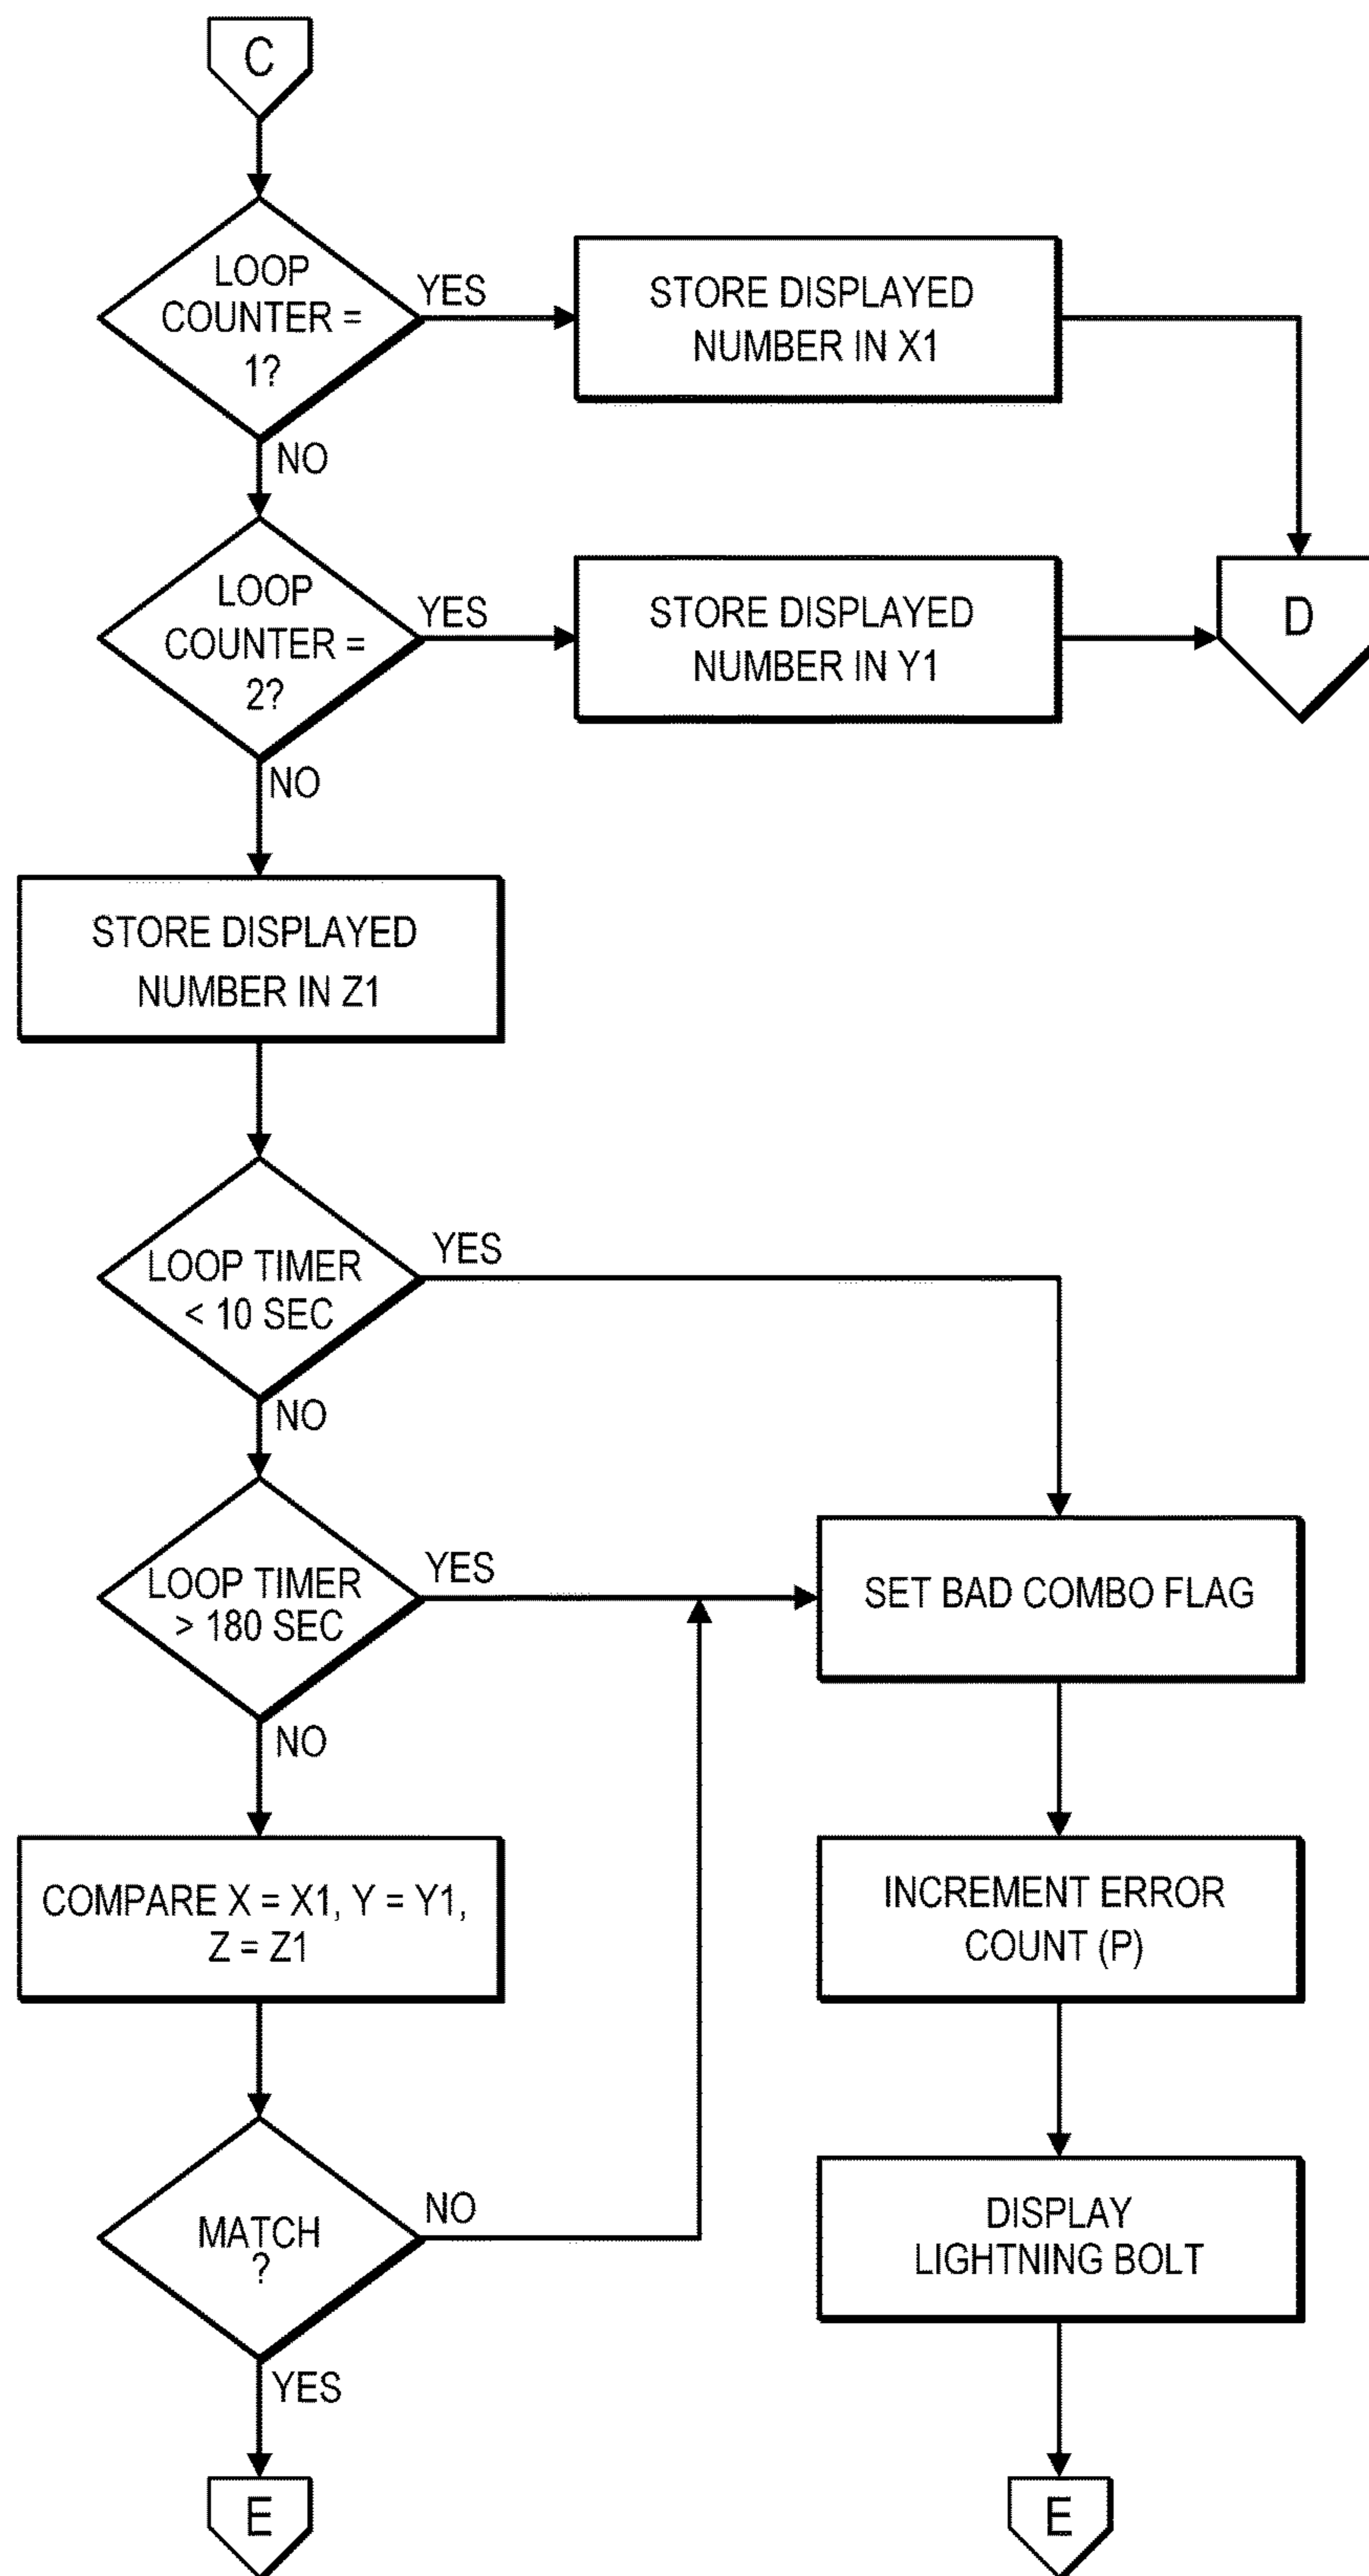 C
LOOP
COUNTER =
1?
YES
STORE DISPLAYED
NUMBER IN X1
NO
LOOP
COUNTER =
2?
YES
STORE DISPLAYED
NUMBER IN Y1
D
NO
STORE DISPLAYED
NUMBER IN Z1
LOOP TIMER
< 10 SEC
YES
NO
LOOP TIMER
> 180 SEC
YES
SET BAD COMBO FLAG
NO
COMPARE X = X1, Y = Y1,
Z = Z1
INCREMENT ERROR
COUNT (P)
MATCH
?
NO
DISPLAY
LIGHTNING BOLT
YES
E
E